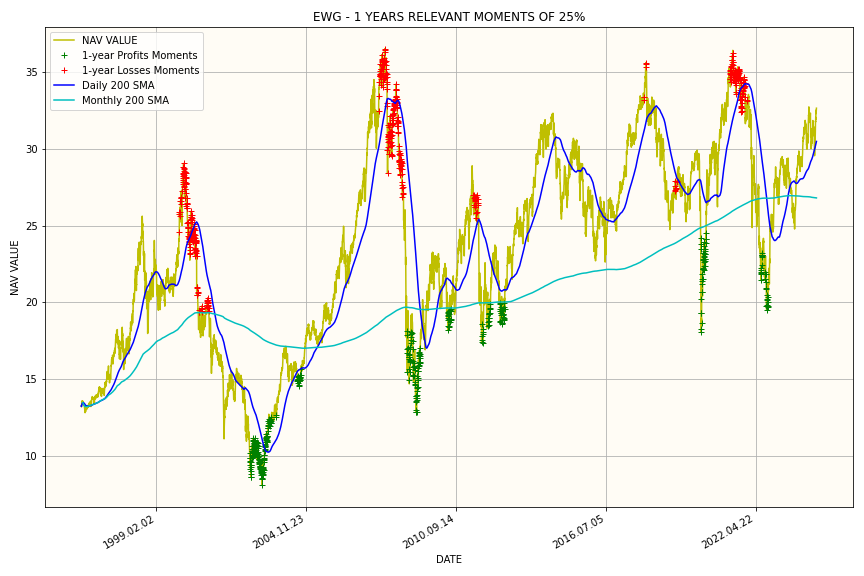 EWG - 1 YEARS RELEVANT MOMENTS OF 25%
NAV VALUE
1-year Profits Moments
1-year Losses Moments
Daily 200 SMA
Monthly 200 SMA
NAV VALUE
35
30
25
20
15
10
1999.02.02
2004.11.23
2010.09.14
2016.07.05
2022.04.22
DATE